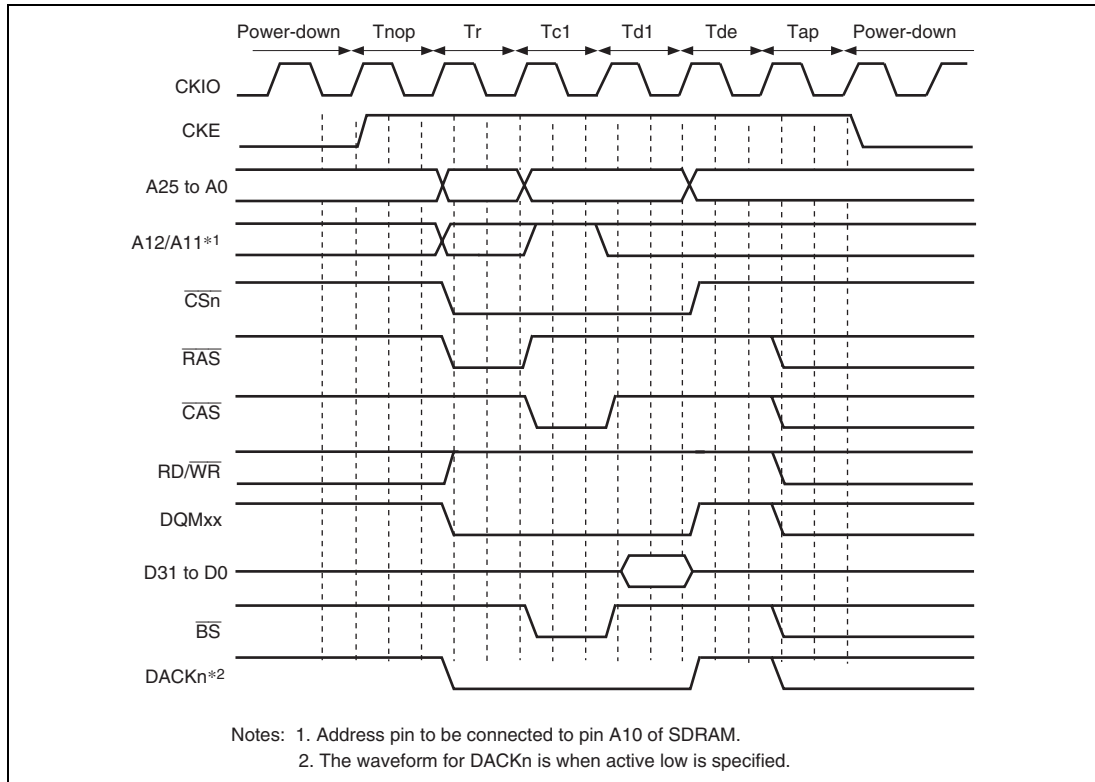 Power-down Tnop Tr Tc1 Td1 Tde Tap Power-down
CKIO
CKE
A25 to A0
A12/A11*1
CSn
RAS
CAS
RD/WR
DQMxx
D31 to D0
BS
DACKn*2
Notes: 1. Address pin to be connected to pin A10 of SDRAM.
2. The waveform for DACKn is when active low is specified.